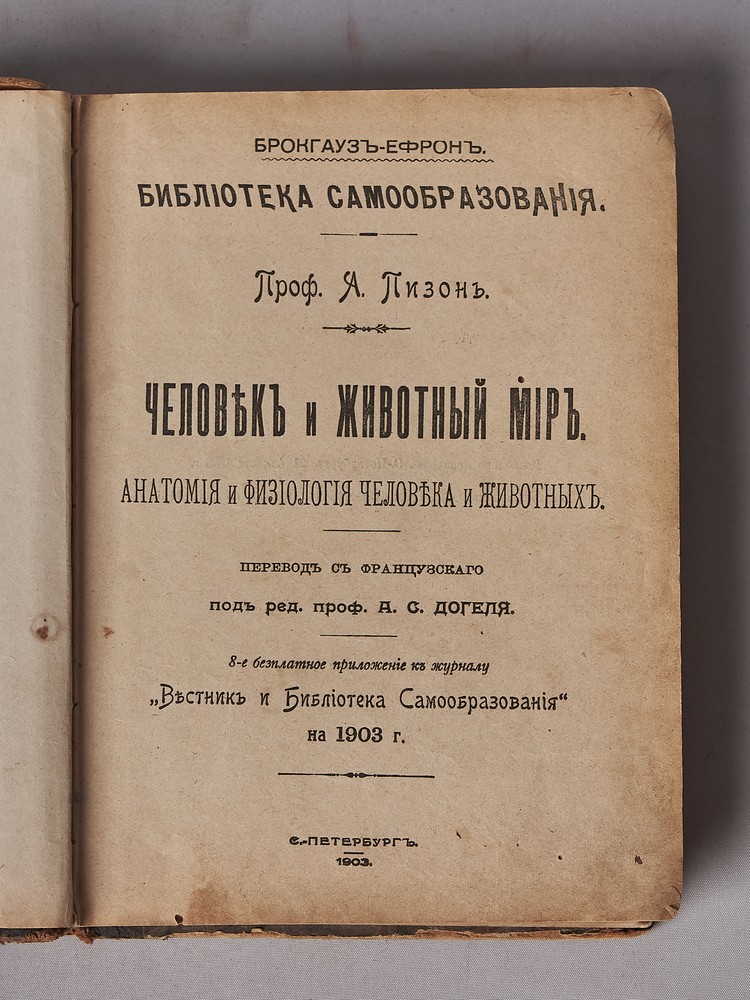 БРОКГАУЗЪ-ЕФРОНЪ.
БИБЛІОТЕКА САМООБРАЗОВАНІЯ.
Проф. А. Пизонъ.
ЧЕЛОВѢКЪ и ЖИВОТНЫЙ МІРЪ.
АНАТОМІЯ и ФИЗІОЛОГІЯ ЧЕЛОВѢКА и ЖИВОТНЫХЪ.
ПЕРЕВОДЪ СЪ ФРАНЦУЗСКАГО
подъ ред. проф. А. С. ДОГЕЛЯ.
8-е безплатное приложеніе къ журналу
„Вѣстникъ и Библіотека Самообразованія“
на 1903 г.
С.-ПЕТЕРБУРГЪ.
1903.